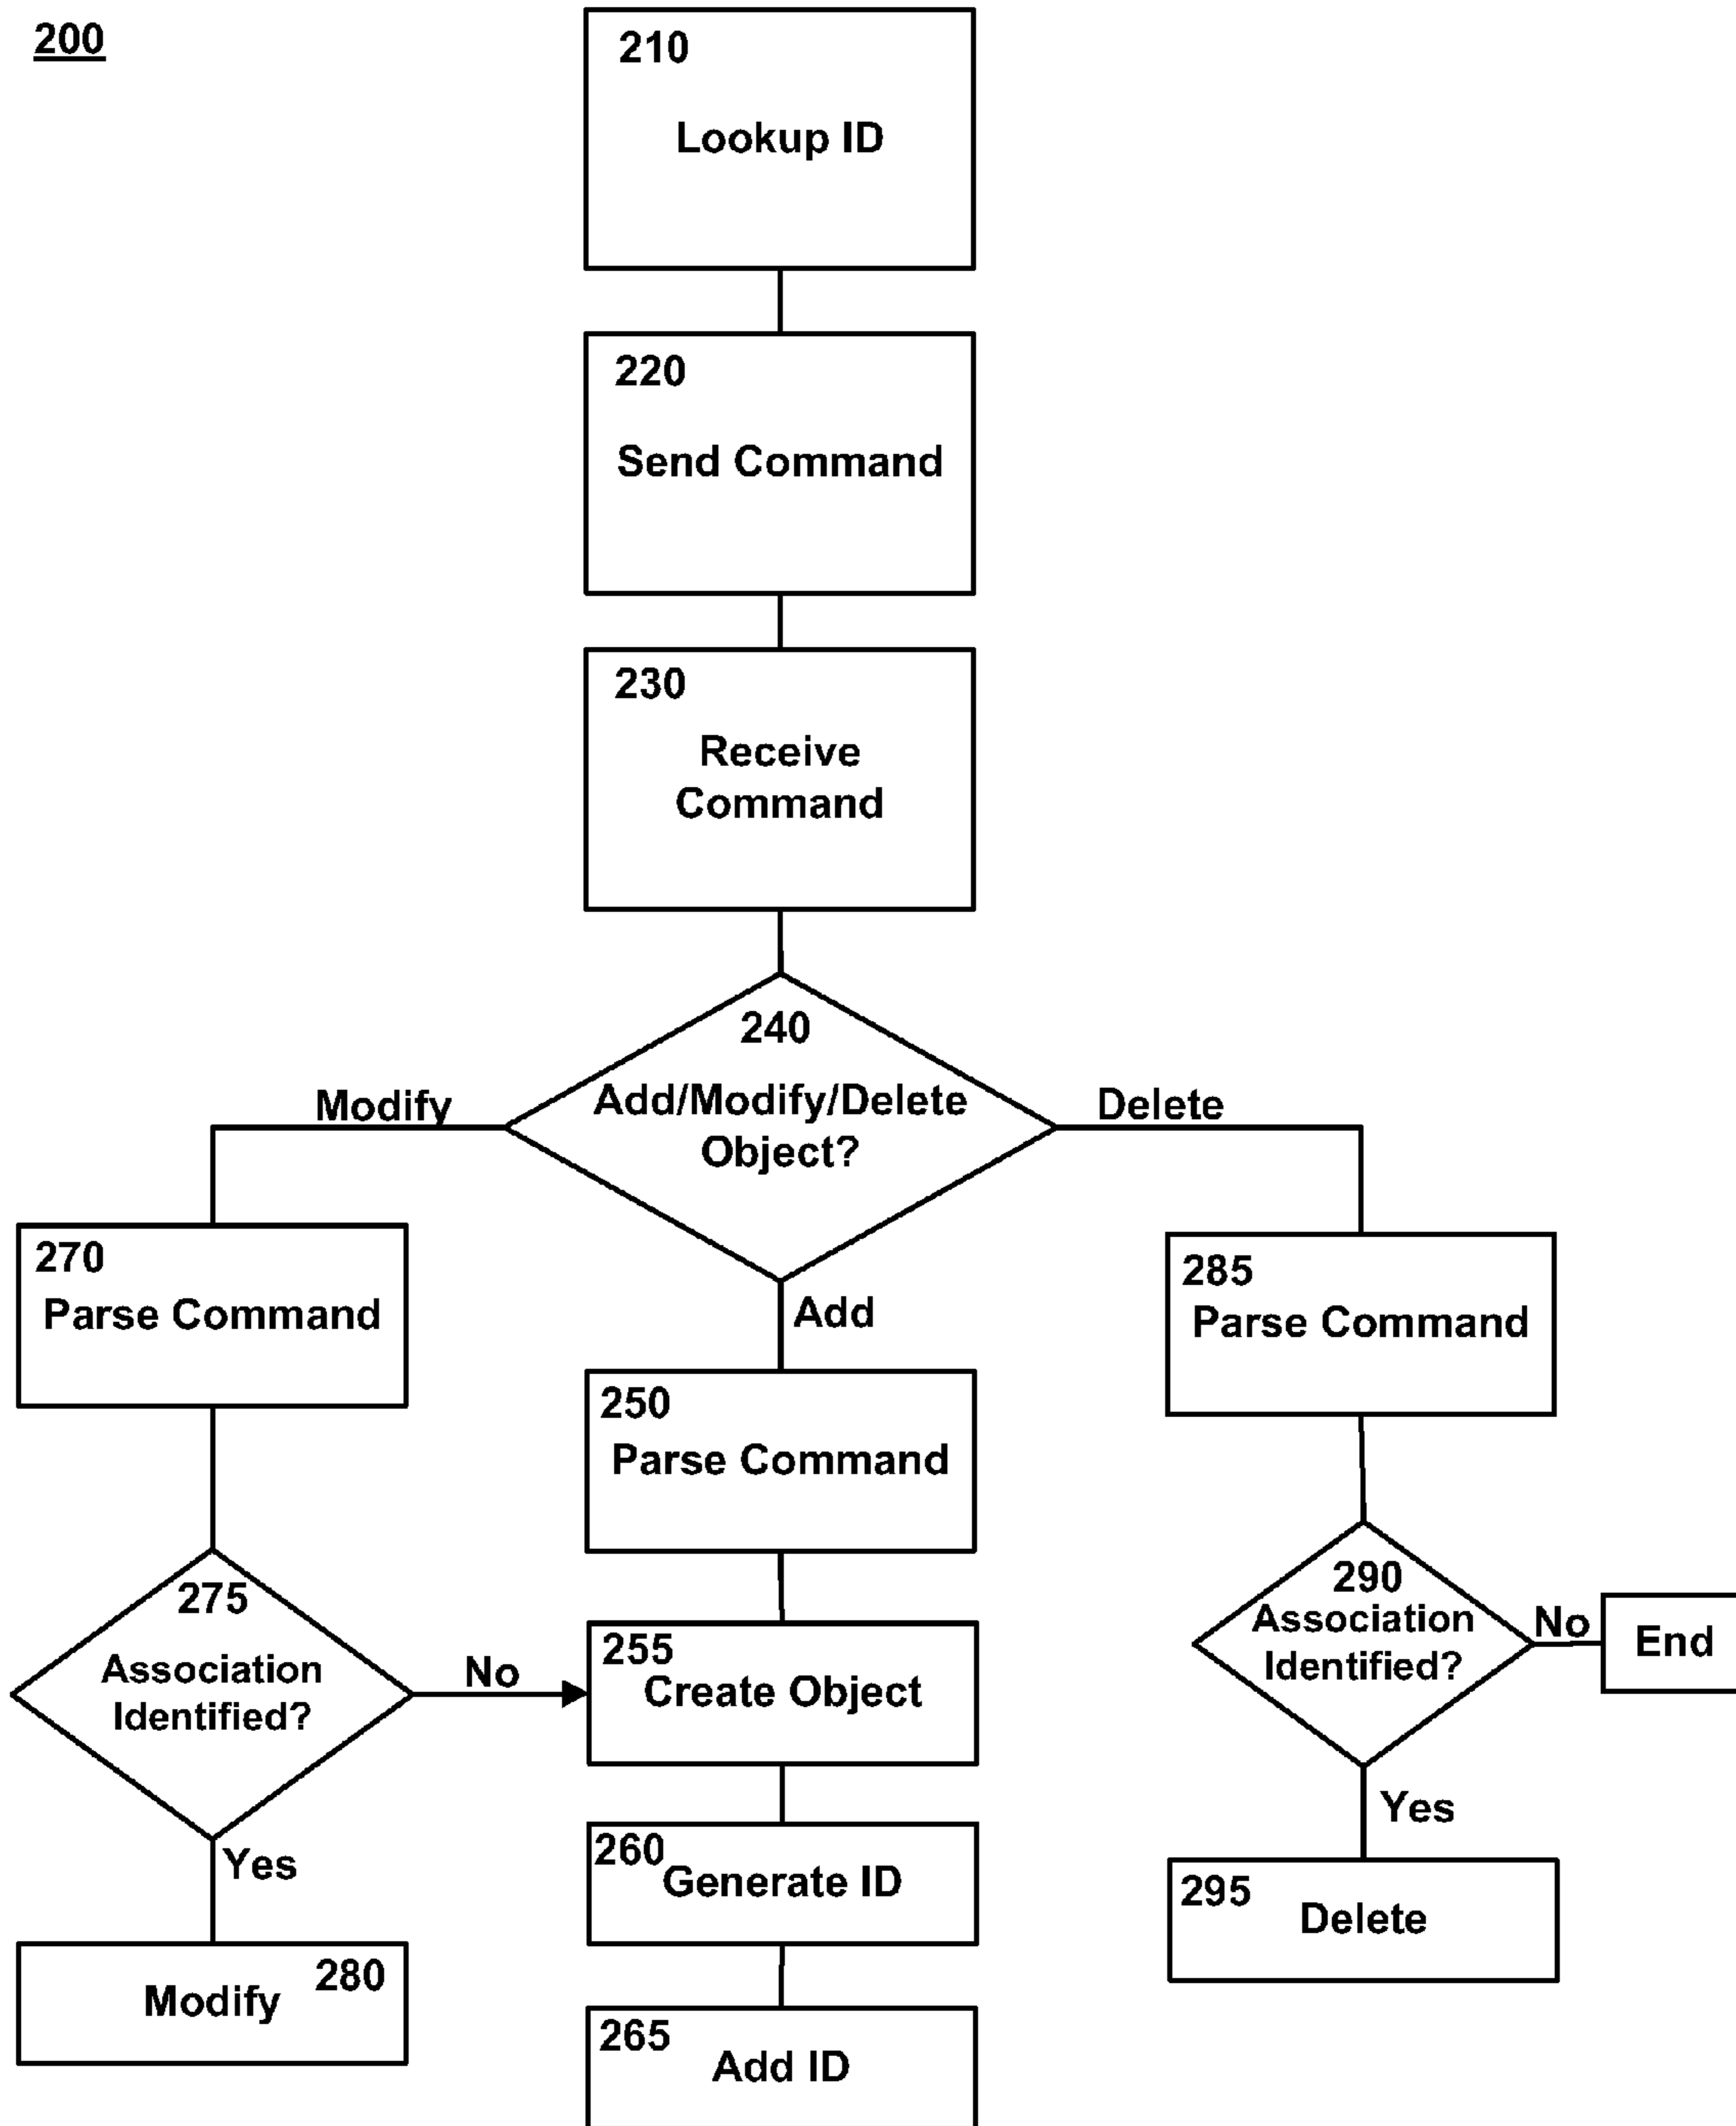 200
210
Lookup ID
220
Send Command
230
Receive
Command
240
Add/Modify/Delete
Object?
Modify
Delete
Add
270
Parse Command
285
Parse Command
250
Parse Command
275
Association
Identified?
No
255
Create Object
290
Association
Identified?
No
End
Yes
Yes
260
Generate ID
295
Delete
280
Modify
265
Add ID